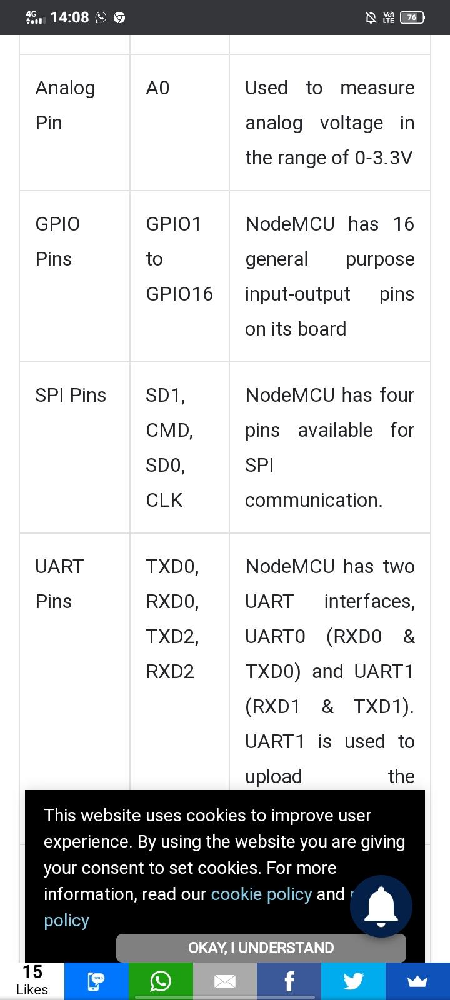 4G 14:08 Vo) LTE 76
Analog A0 Used to measure
Pin analog voltage in
the range of 0-3.3V
GPIO GPIO1 NodeMCU has 16
Pins to general purpose
GPIO16 input-output pins
on its board
SPI Pins SD1, NodeMCU has four
CMD, pins available for
SD0, SPI
CLK communication.
UART TXD0, NodeMCU has two
Pins RXD0, UART interfaces,
TXD2, UART0 (RXD0 &
RXD2 TXD0) and UART1
(RXD1 & TXD1).
UART1 is used to
upload the
This website uses cookies to improve user
experience. By using the website you are giving
your consent to set cookies. For more
information, read our cookie policy and
policy
OKAY, I UNDERSTAND
15
Likes
sms